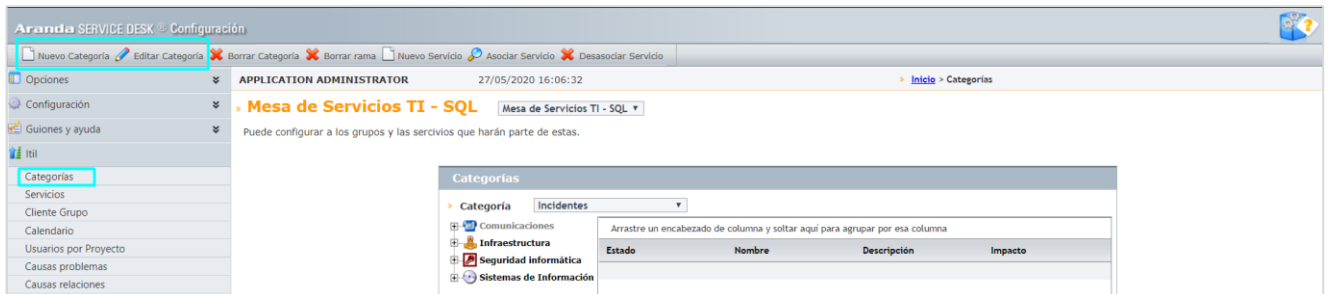 Aranda SERVICE DESK ® Configuración
Nuevo Categoría Editar Categoría Borrar Categoría Borrar rama Nuevo Servicio Asociar Servicio Desasociar Servicio
Opciones
APPLICATION ADMINISTRATOR 27/05/2020 16:06:32 Inicio > Categorías
Configuración
Mesa de Servicios TI - SQL Mesa de Servicios TI - SQL
Guiones y ayuda
Puede configurar a los grupos y las sercivios que harán parte de estas.
Itil
Categorías
Servicios
Cliente Grupo
Calendario
Usuarios por Proyecto
Causas problemas
Causas relaciones
Categorías
Categoría Incidentes
Comunicaciones
Infraestructura
Seguridad informática
Sistemas de Información
Arrastre un encabezado de columna y soltar aquí para agrupar por esa columna
Estado Nombre Descripción Impacto